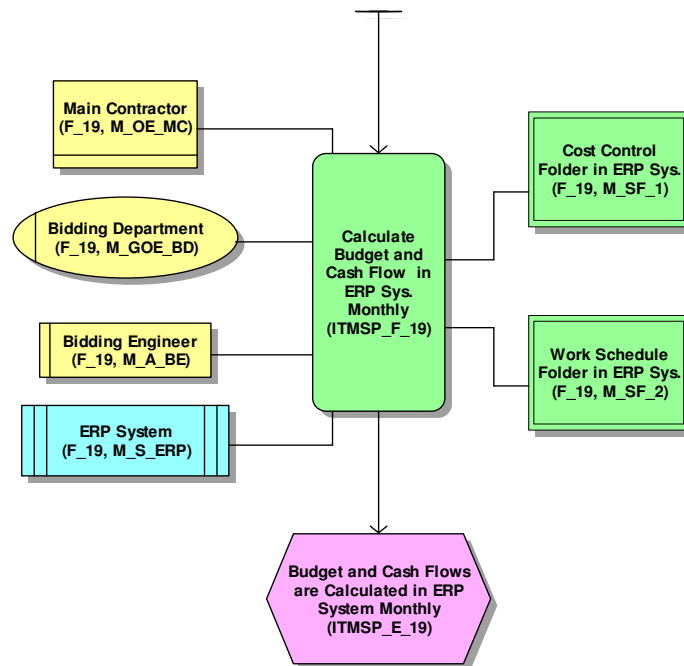 Main Contractor
(F_19, M_OE_MC)
Bidding Department
(F_19, M_GOE_BD)
Bidding Engineer
(F_19, M_A_BE)
ERP System
(F_19, M_S_ERP)
Calculate
Budget and
Cash Flow in
ERP Sys.
Monthly
(ITMSP_F_19)
Cost Control
Folder in ERP Sys.
(F_19, M_SF_1)
Work Schedule
Folder in ERP Sys.
(F_19, M_SF_2)
Budget and Cash Flows
are Calculated in ERP
System Monthly
(ITMSP_E_19)